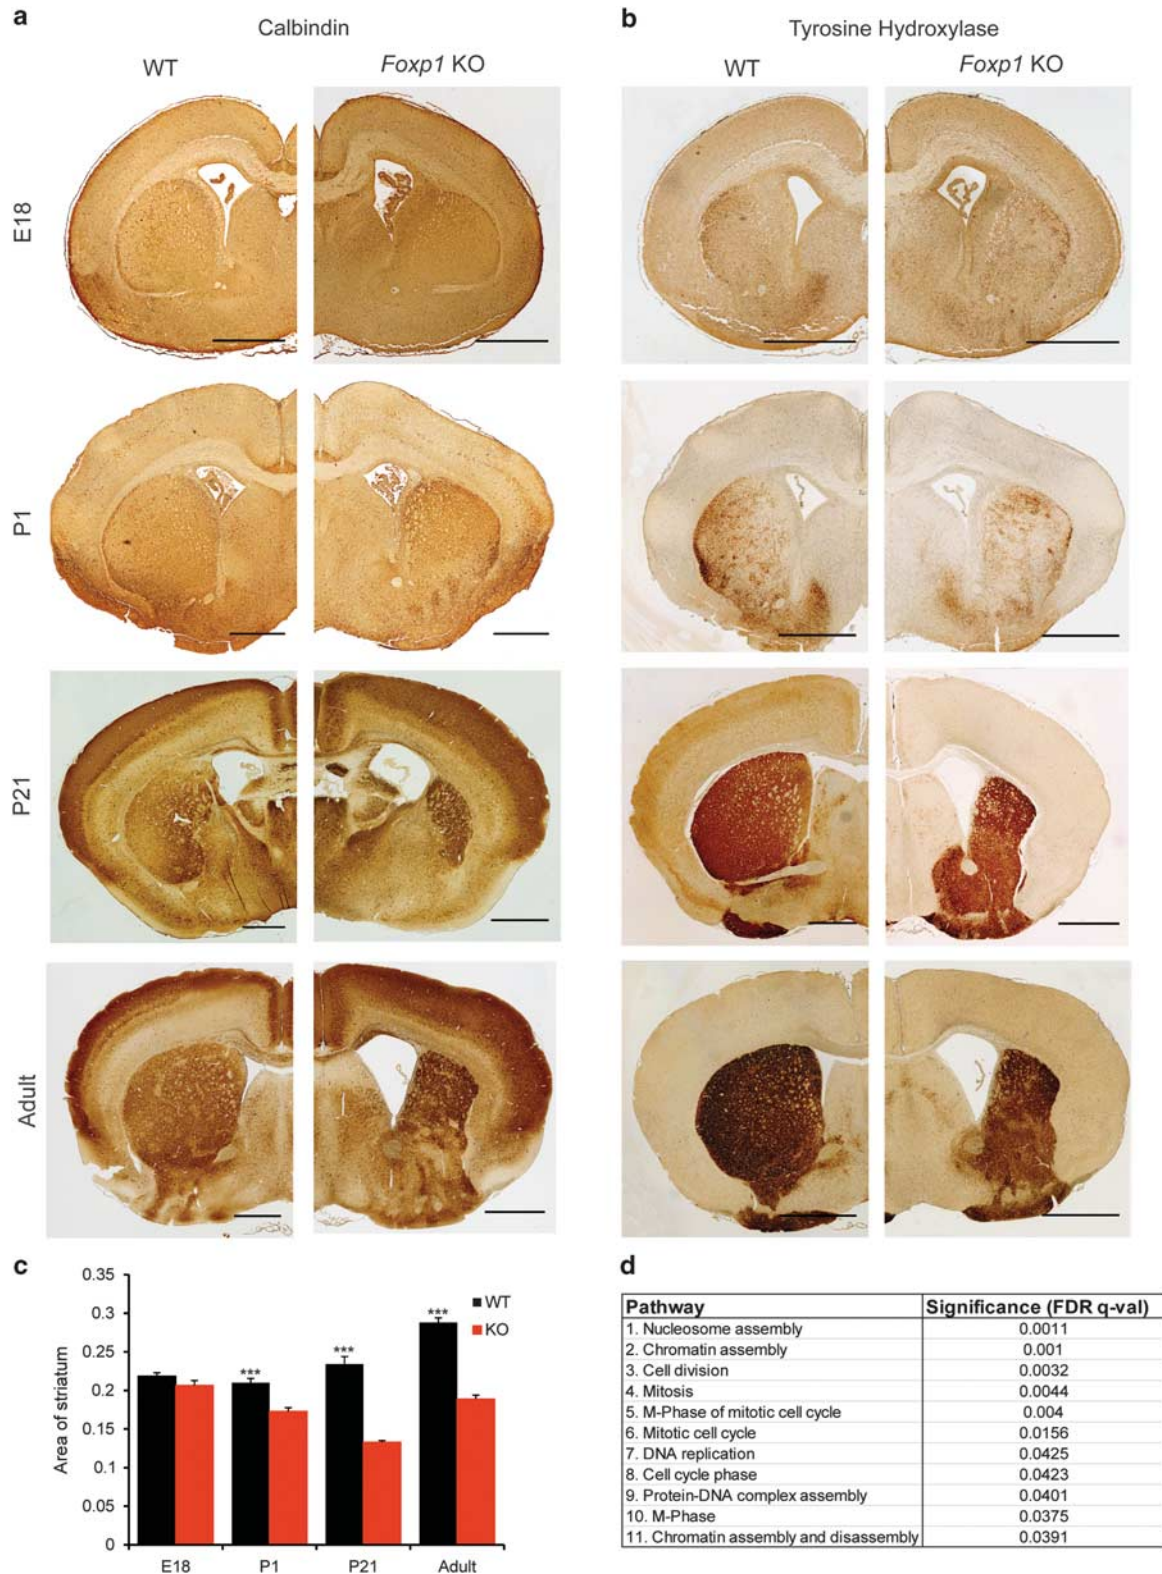 a
Calbindin
WT
Foxp1 KO
E18
P1
P21
Adult
b
Tyrosine Hydroxylase
WT
Foxp1 KO
c
Area of striatum
0.35
0.3
0.25
0.2
0.15
0.1
0.05
0
WT
KO
***
***
***
E18
P1
P21
Adult
d
Pathway Significance (FDR q-val)
1. Nucleosome assembly 0.0011
2. Chromatin assembly 0.001
3. Cell division 0.0032
4. Mitosis 0.0044
5. M-Phase of mitotic cell cycle 0.004
6. Mitotic cell cycle 0.0156
7. DNA replication 0.0425
8. Cell cycle phase 0.0423
9. Protein-DNA complex assembly 0.0401
10. M-Phase 0.0375
11. Chromatin assembly and disassembly 0.0391